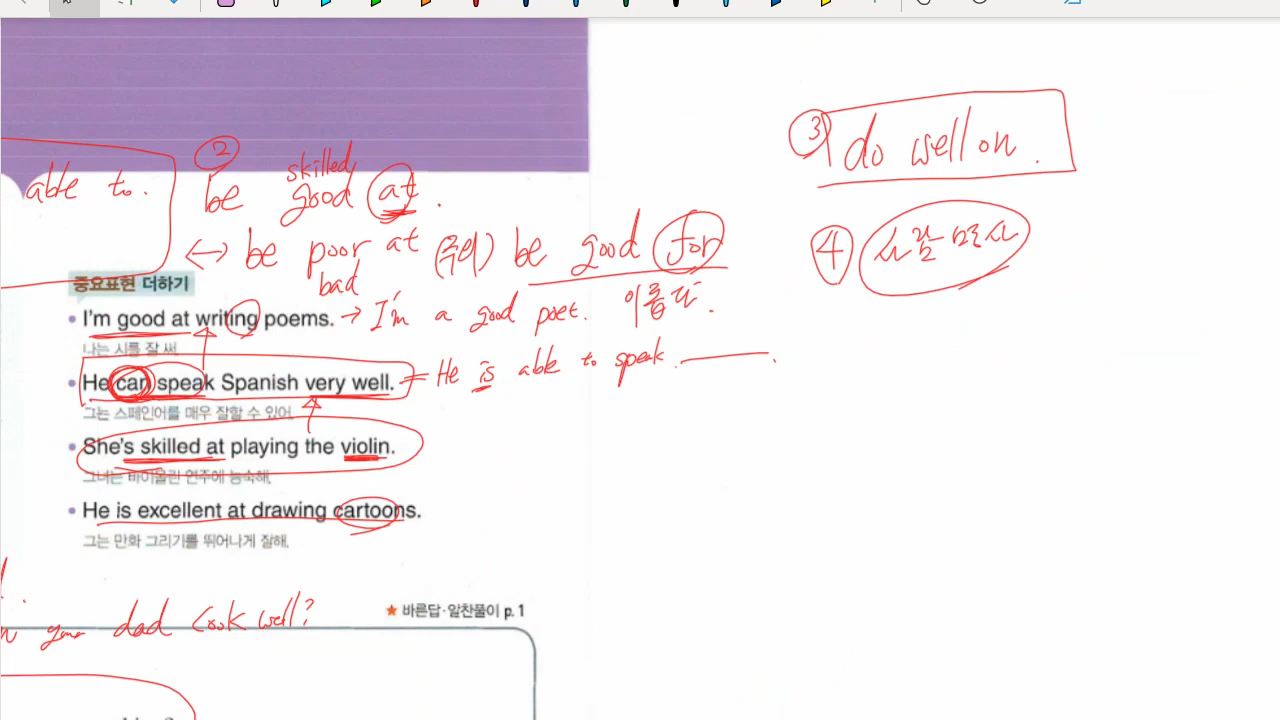 ③ do well on.
②
skilled
able to. be good at.
④ 사람 명사
↔ be poor at (주의) be good for
bad
중요표현 더하기
• I'm good at writing poems. → I'm a good poet. 이롭다.
나는 시를 잘 써.
• He can speak Spanish very well. = He is able to speak ———.
그는 스페인어를 매우 잘할 수 있어.
• She's skilled at playing the violin.
그녀는 바이올린 연주에 능숙해.
• He is excellent at drawing cartoons.
그는 만화 그리기를 뛰어나게 잘해.
★ 바른답·알찬풀이 p. 1
your dad cook well?